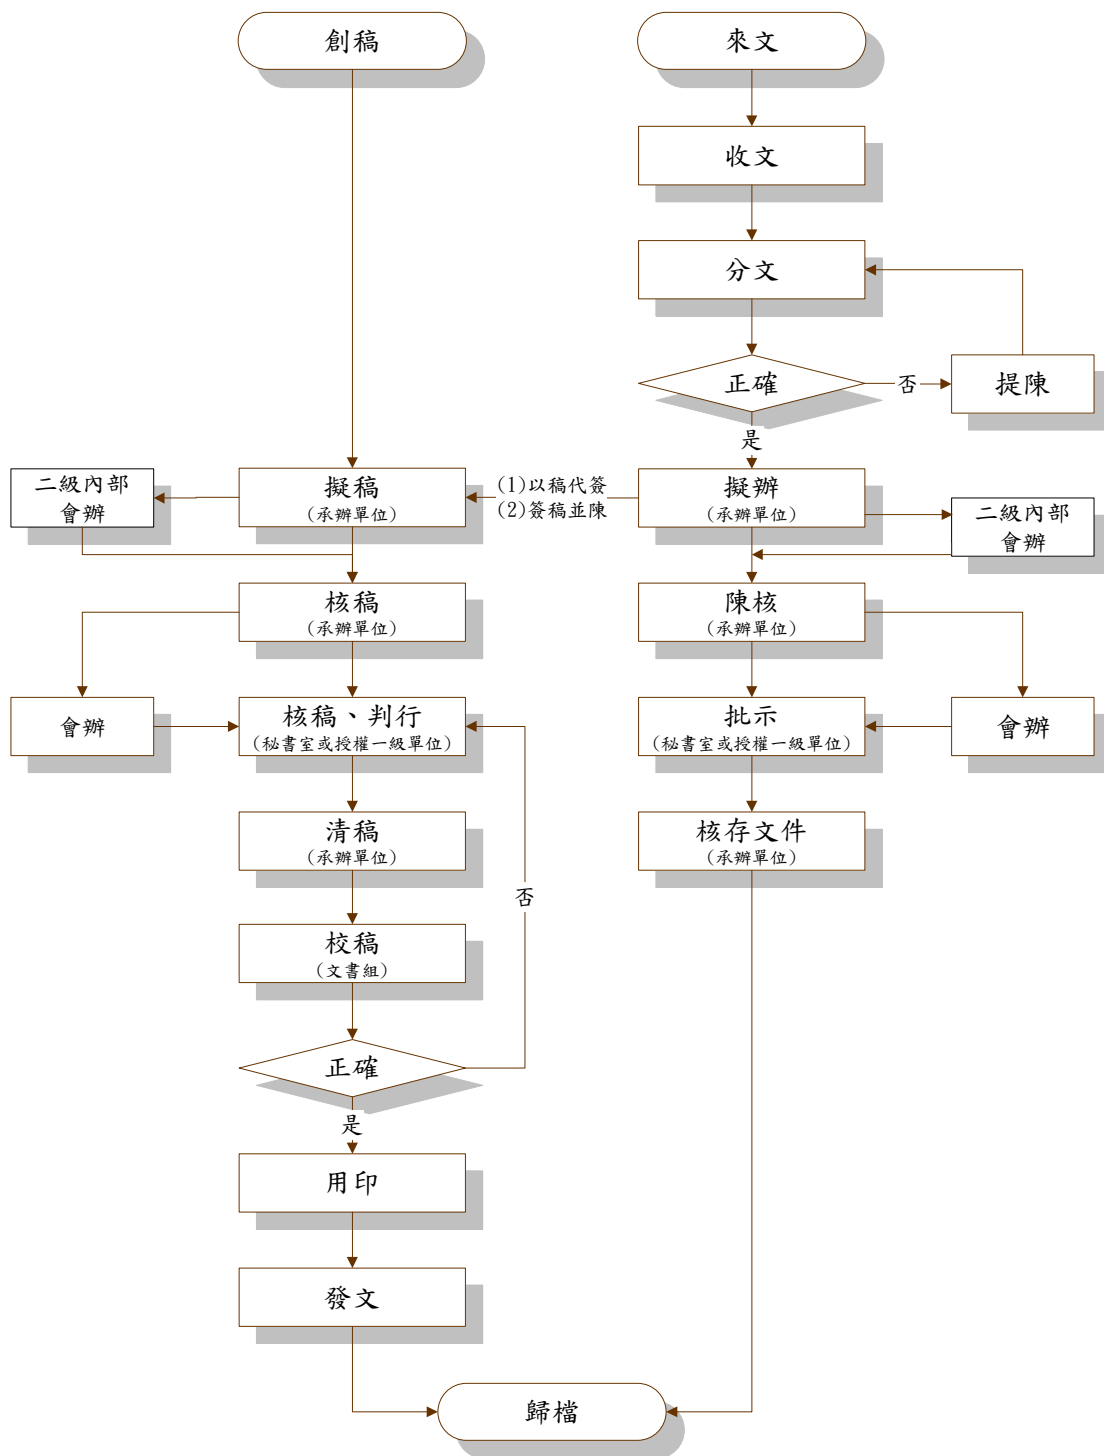 創稿
來文
收文
分文
正確
否
提陳
是
二級內部
會辦
擬稿
(承辦單位)
(1)以稿代簽
(2)簽稿並陳
擬辦
(承辦單位)
二級內部
會辦
核稿
(承辦單位)
陳核
(承辦單位)
會辦
核稿、判行
(秘書室或授權一級單位)
批示
(秘書室或授權一級單位)
會辦
清稿
(承辦單位)
核存文件
(承辦單位)
否
校稿
(文書組)
正確
是
用印
發文
歸檔